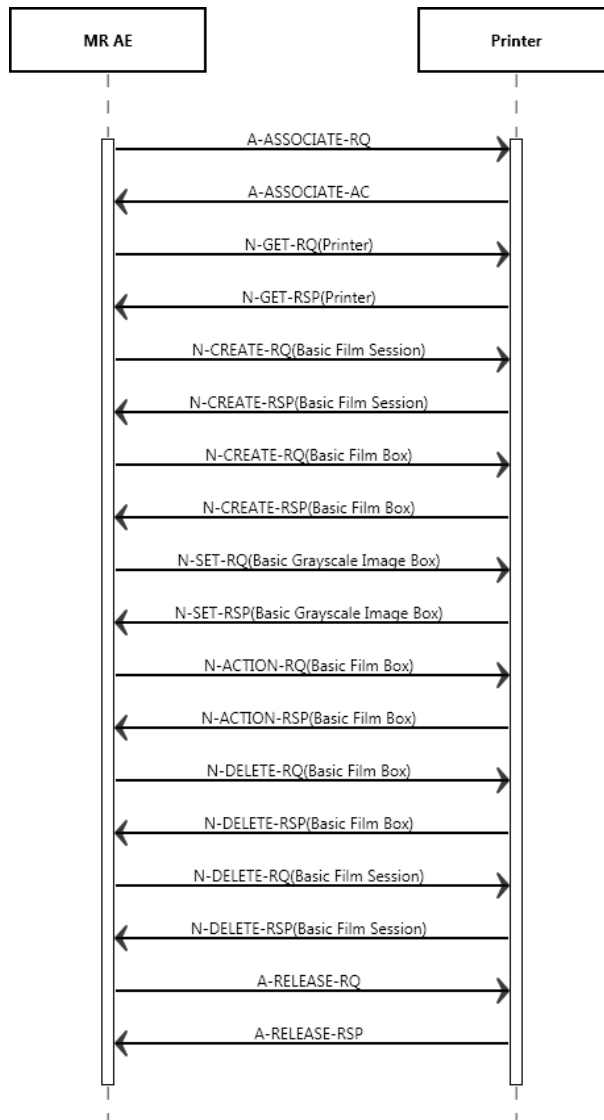 MR AE
Printer
A-ASSOCIATE-RQ
A-ASSOCIATE-AC
N-GET-RQ(Printer)
N-GET-RSP(Printer)
N-CREATE-RQ(Basic Film Session)
N-CREATE-RSP(Basic Film Session)
N-CREATE-RQ(Basic Film Box)
N-CREATE-RSP(Basic Film Box)
N-SET-RQ(Basic Grayscale Image Box)
N-SET-RSP(Basic Grayscale Image Box)
N-ACTION-RQ(Basic Film Box)
N-ACTION-RSP(Basic Film Box)
N-DELETE-RQ(Basic Film Box)
N-DELETE-RSP(Basic Film Box)
N-DELETE-RQ(Basic Film Session)
N-DELETE-RSP(Basic Film Session)
A-RELEASE-RQ
A-RELEASE-RSP